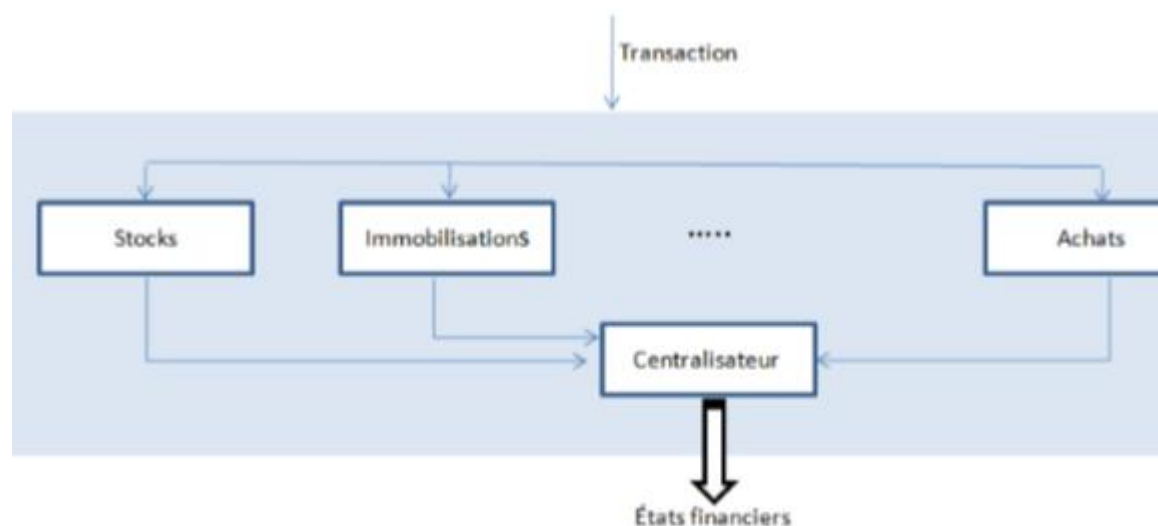 Transaction
Stocks
Immobilisations
.....
Achats
Centralisateur
États financiers